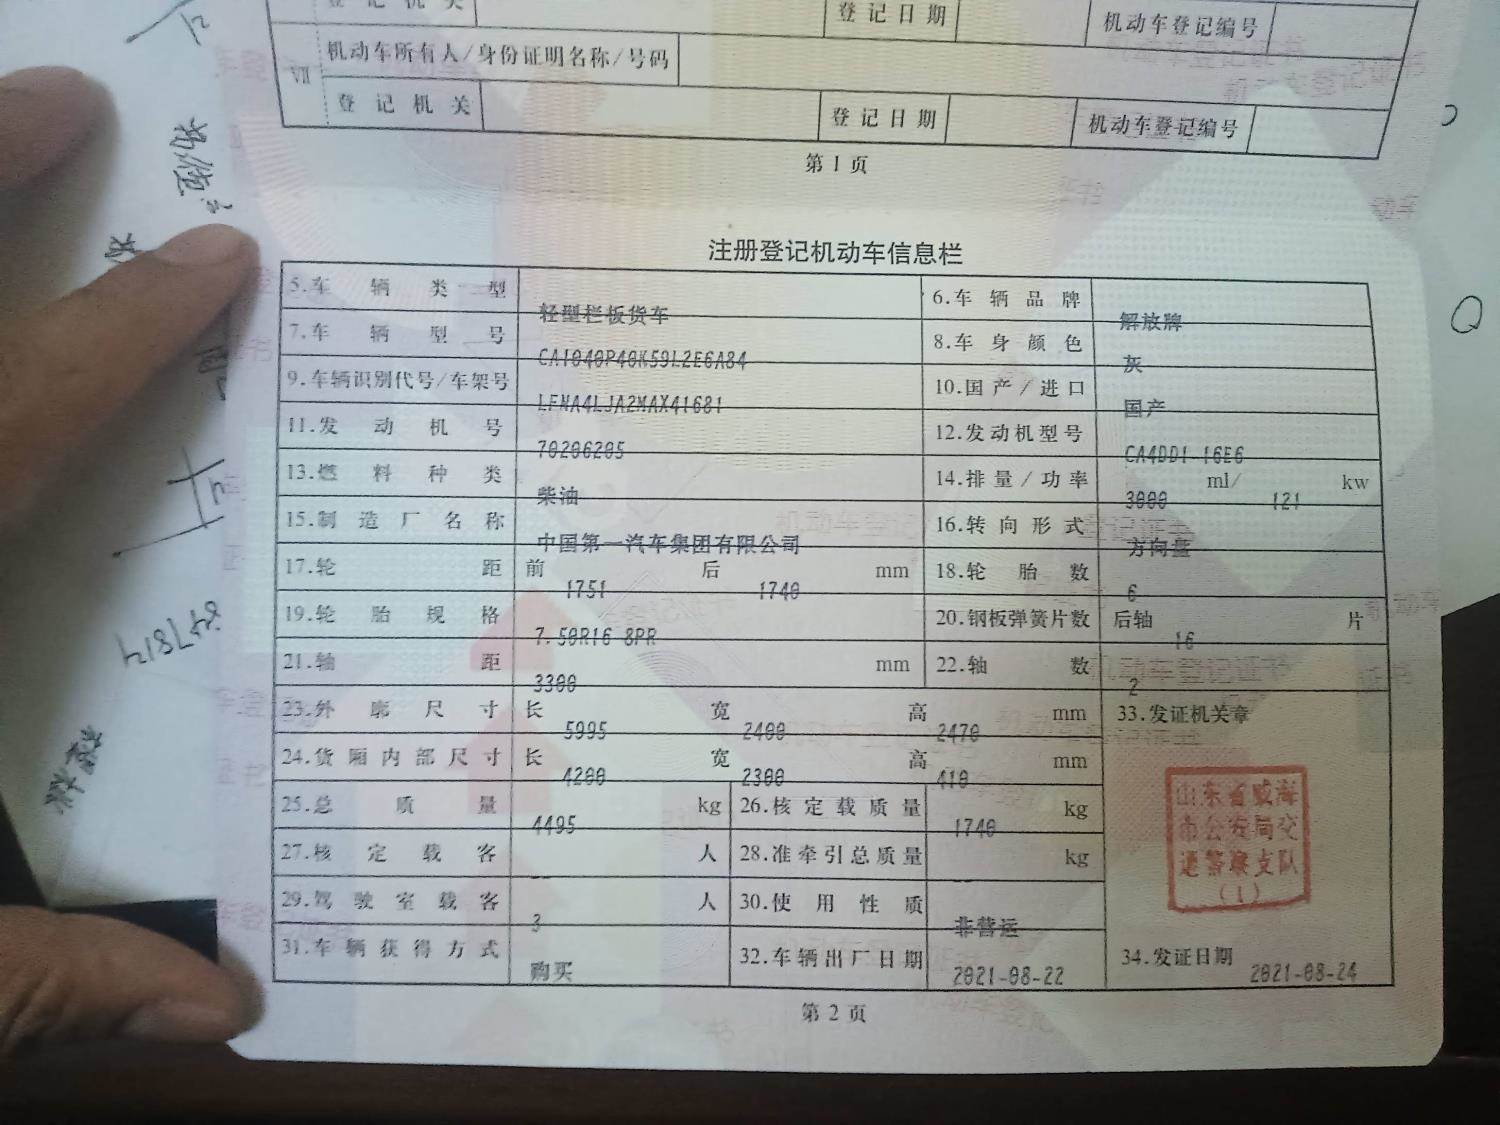 登记机关 登记日期 机动车登记编号
Ⅶ 机动车所有人/身份证明名称/号码
登记机关 登记日期 机动车登记编号
第1页
注册登记机动车信息栏
5.车辆类型 轻型栏板货车 6.车辆品牌 解放牌
7.车辆型号 CA1040P40K59L2E6A84 8.车身颜色 灰
9.车辆识别代号/车架号 LFNA4LJA2MAX41681 10.国产/进口 国产
11.发动机号 70206205 12.发动机型号 CA4DD1-16E6
13.燃料种类 柴油 14.排量/功率 3000 ml/ 121 kw
15.制造厂名称 中国第一汽车集团有限公司 16.转向形式 方向盘
17.轮距 前 1751 后 1740 mm 18.轮胎数 6
19.轮胎规格 7.50R16 8PR 20.钢板弹簧片数 后轴 16 片
21.轴距 3300 mm 22.轴数 2
23.外廓尺寸 长 5995 宽 2400 高 2470 mm 33.发证机关章
24.货厢内部尺寸 长 4200 宽 2300 高 410 mm
25.总质量 4495 kg 26.核定载质量 1740 kg
27.核定载客 -- 人 28.准牵引总质量 -- kg
29.驾驶室载客 3 人 30.使用性质 非营运
31.车辆获得方式 购买 32.车辆出厂日期 2021-08-22 34.发证日期 2021-08-24
山东省威海
市公安局交
通警察支队
(1)
第2页